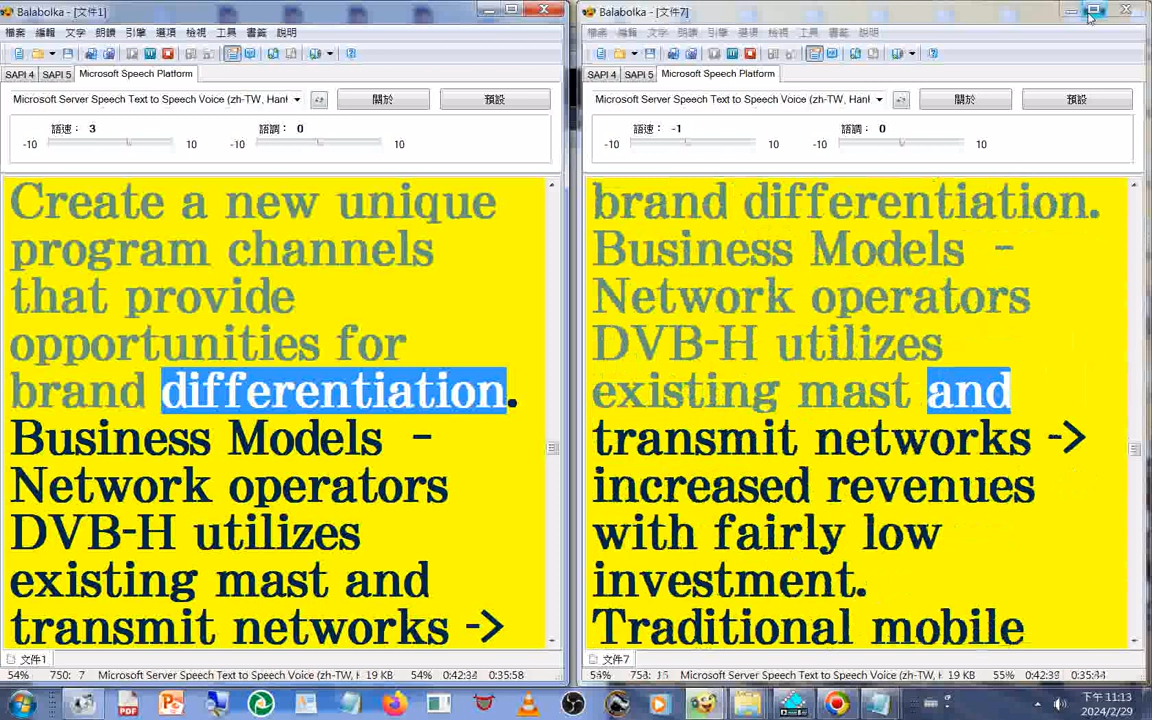 Balabolka - [文件1]
檔案 編輯 文字 朗讀 引擎 選項 檢視 工具 書籤 說明
SAPI 4 SAPI 5 Microsoft Speech Platform
Microsoft Server Speech Text to Speech Voice (zh-TW, Han
關於
預設
語速： 3
語調： 0
-10 10 -10 10
Create a new unique
program channels
that provide
opportunities for
brand differentiation.
Business Models -
Network operators
DVB-H utilizes
existing mast and
transmit networks ->
文件1
54% 750: 7 Microsoft Server Speech Text to Speech Voice (zh-TW, H 19 KB 54% 0:35:58
Balabolka - [文件7]
檔案 編輯 文字 朗讀 引擎 選項 檢視 工具 書籤 說明
SAPI 4 SAPI 5 Microsoft Speech Platform
Microsoft Server Speech Text to Speech Voice (zh-TW, Han
關於
預設
語速： -1
語調： 0
-10 10 -10 10
brand differentiation.
Business Models -
Network operators
DVB-H utilizes
existing mast and
transmit networks ->
increased revenues
with fairly low
investment.
Traditional mobile
文件7
Microsoft Server Speech Text to Speech Voice (zh-TW, H 19 KB 55%
PDF
下午 11:13
2024/2/29